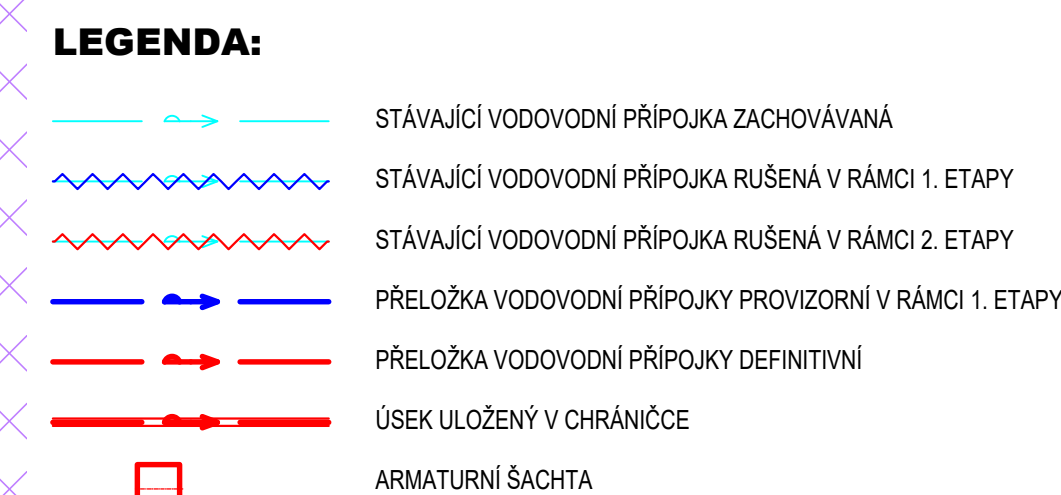 LEGENDA:
STÁVAJÍCÍ VODOVODNÍ PŘÍPOJKA ZACHOVÁVANÁ
STÁVAJÍCÍ VODOVODNÍ PŘÍPOJKA RUŠENÁ V RÁMCI 1. ETAPY
STÁVAJÍCÍ VODOVODNÍ PŘÍPOJKA RUŠENÁ V RÁMCI 2. ETAPY
PŘELOŽKA VODOVODNÍ PŘÍPOJKY PROVIZORNÍ V RÁMCI 1. ETAPY
PŘELOŽKA VODOVODNÍ PŘÍPOJKY DEFINITIVNÍ
ÚSEK ULOŽENÝ V CHRÁNIČCE
ARMATURNÍ ŠACHTA